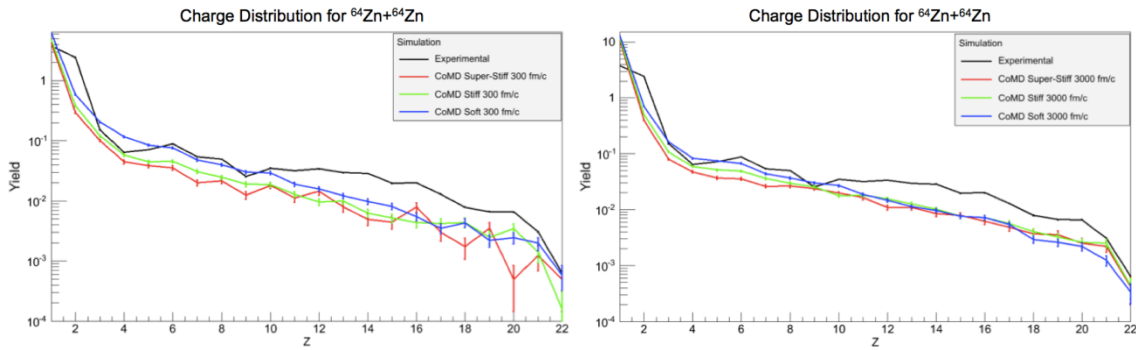 Charge Distribution for ⁶⁴Zn+⁶⁴Zn
Simulation
Experimental
CoMD Super-Stiff 300 fm/c
CoMD Stiff 300 fm/c
CoMD Soft 300 fm/c
Yield
1
10⁻¹
10⁻²
10⁻³
10⁻⁴
2 4 6 8 10 12 14 16 18 20 22
Z
Charge Distribution for ⁶⁴Zn+⁶⁴Zn
Simulation
Experimental
CoMD Super-Stiff 3000 fm/c
CoMD Stiff 3000 fm/c
CoMD Soft 3000 fm/c
Yield
10
1
10⁻¹
10⁻²
10⁻³
10⁻⁴
2 4 6 8 10 12 14 16 18 20 22
Z